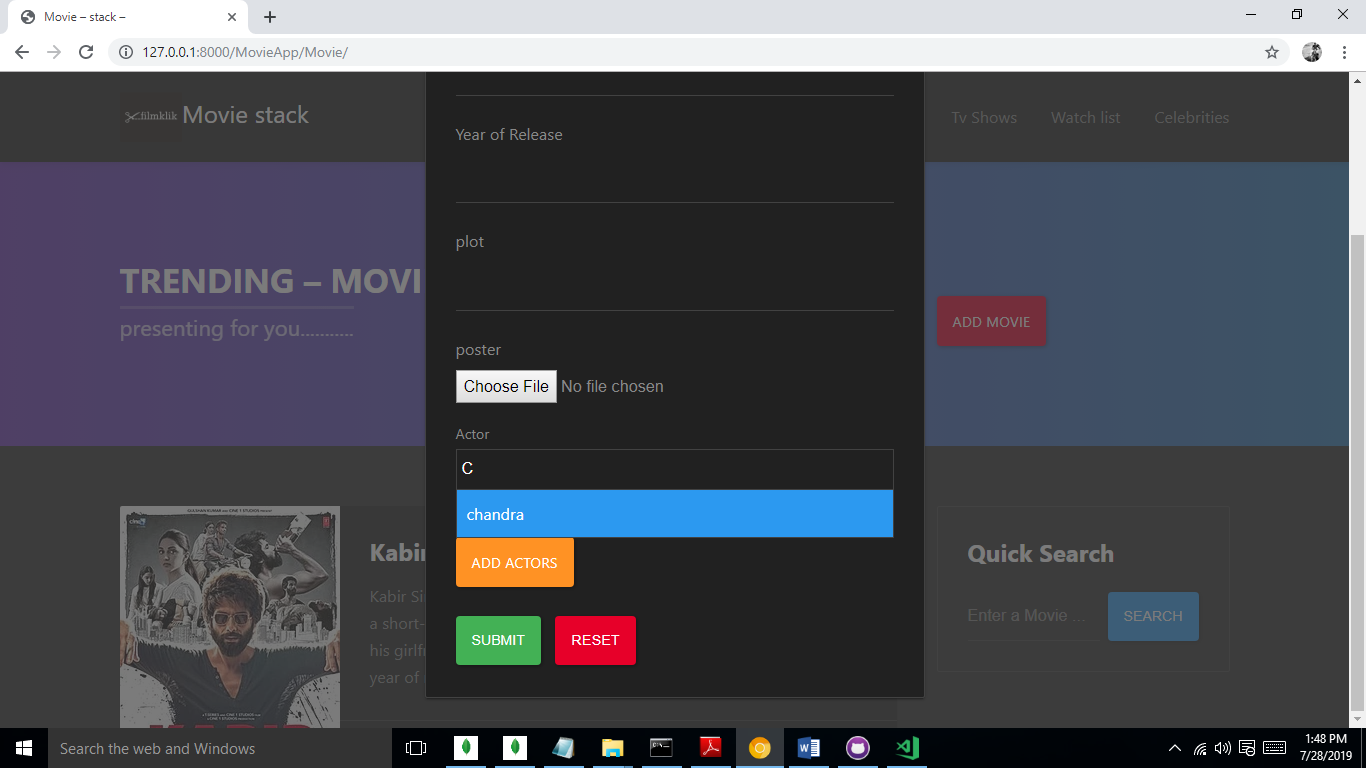 Movie – stack –
127.0.0.1:8000/MovieApp/Movie/
filmklik Movie stack
Tv Shows Watch list Celebrities
TRENDING – MOVI
presenting for you...........
ADD MOVIE
Year of Release
plot
poster
Choose File No file chosen
Actor
C
chandra
ADD ACTORS
SUBMIT RESET
Kabir
Kabir Si
a short-
his girlfr
year of
Quick Search
Enter a Movie ... SEARCH
Search the web and Windows
1:48 PM
7/28/2019